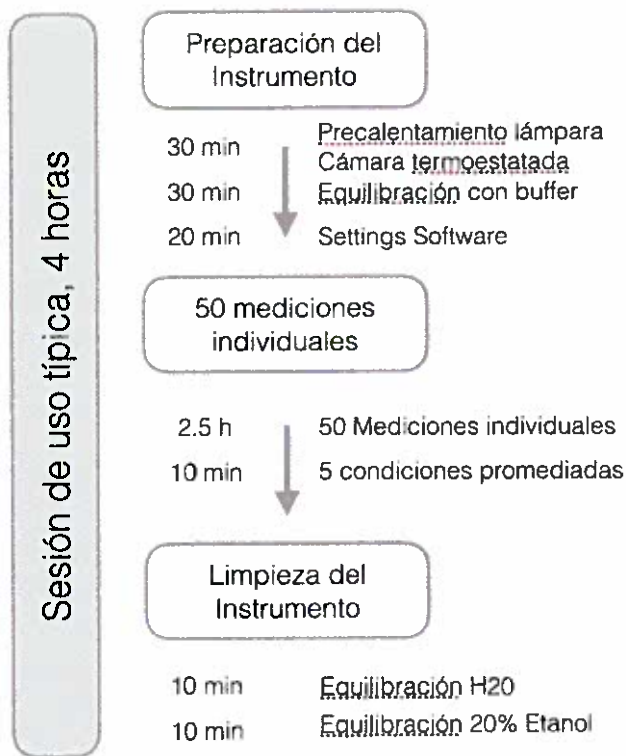 Sesión de uso típica, 4 horas
Preparación del
Instrumento
30 min Precalentamiento lámpara
Cámara termoestatada
30 min Equilibración con buffer
20 min Settings Software
50 mediciones
individuales
2.5 h 50 Mediciones individuales
10 min 5 condiciones promediadas
Limpieza del
Instrumento
10 min Equilibración H20
10 min Equilibración 20% Etanol